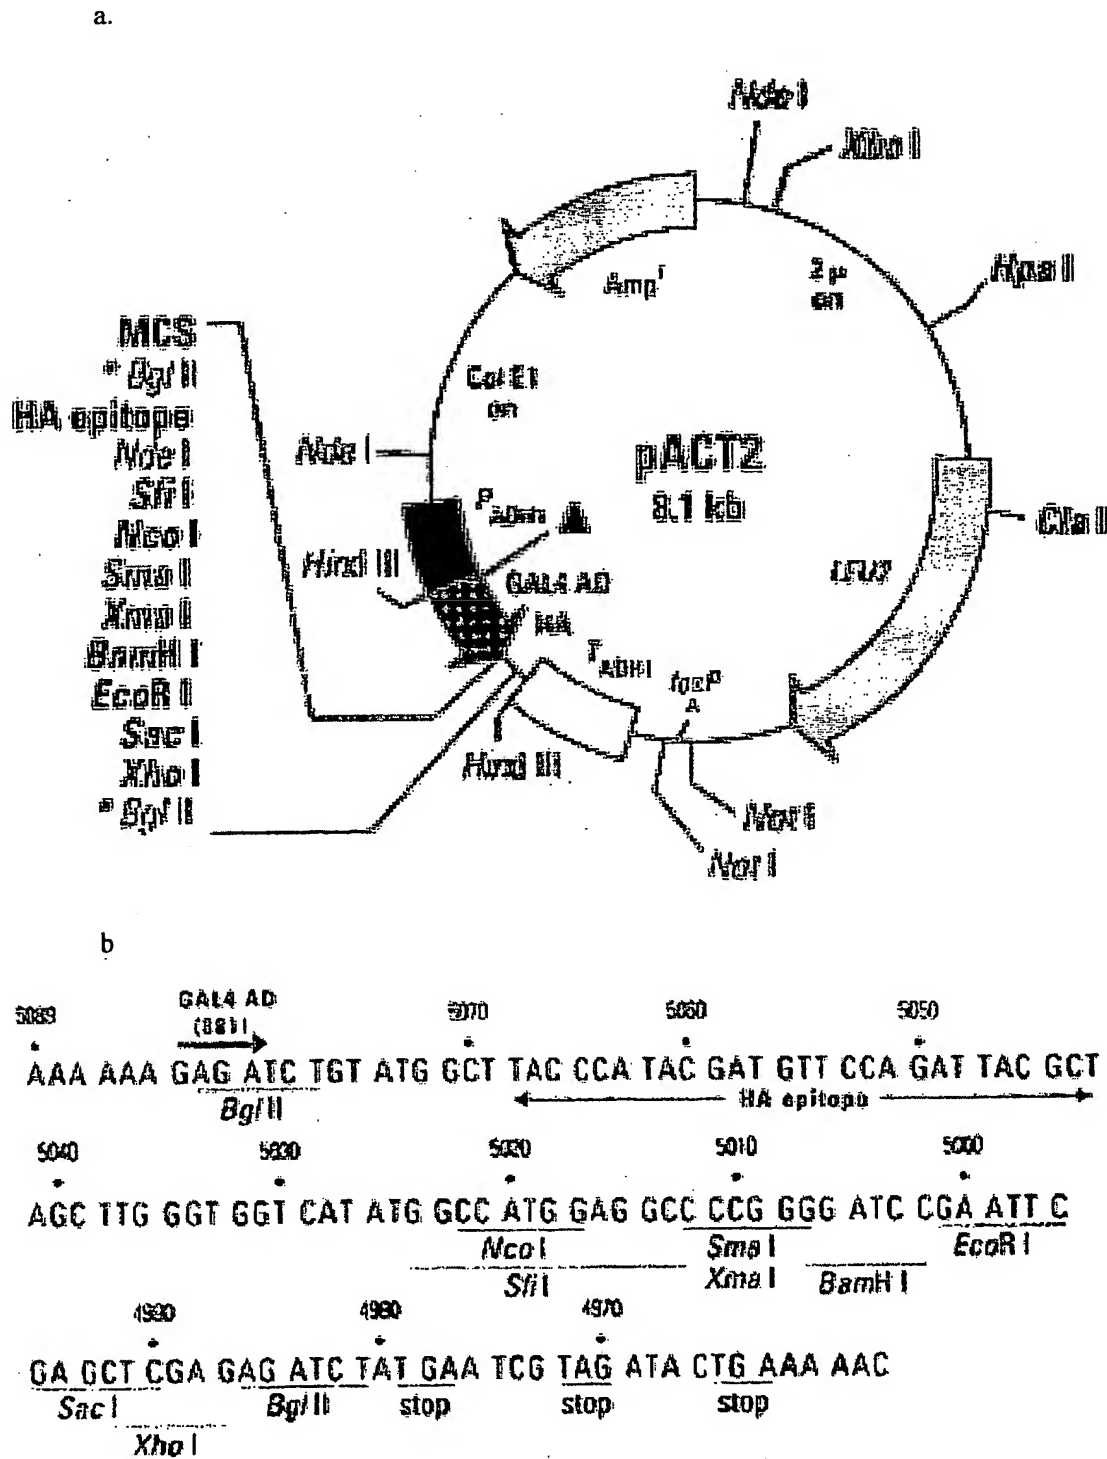 a.
Nde I
Xho I
Hpa I
2 µ
ori
Amp r
MCS
* Bgl II
HA epitope
Nde I
Sfi I
Nco I
Sma I
Xma I
BamH I
EcoR I
Sac I
Xho I
* Bgl II
Col E1
ori
Nde I
pACT2
8.1 kb
P ADHI
Cla I
Hind III
GAL4 AD
HA
LEU2
T ADHI
loxP
Hind III
Not I
Not I
b
GAL4 AD
5089 (881) 5070 5060 5050
AAA AAA GAG ATC TGT ATG GCT TAC CCA TAC GAT GTT CCA GAT TAC GCT
Bgl II HA epitope
5040 5030 5020 5010 5000
AGC TTG GGT GGT CAT ATG GCC ATG GAG GCC CCG GGG ATC CGA ATT C
Nco I Sma I EcoR I
Sfi I Xma I BamH I
4990 4980 4970
GA GCT CGA GAG ATC TAT GAA TCG TAG ATA CTG AAA AAC
Sac I Bgl II stop stop stop
Xho I